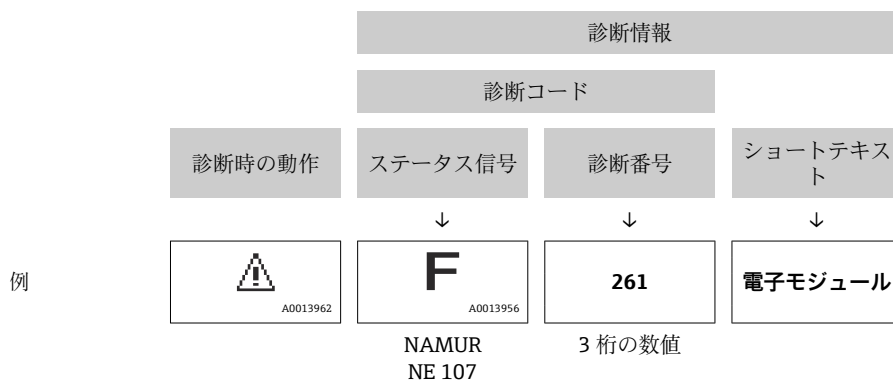 診断情報
診断コード
診断時の動作
ステータス信号
診断番号
ショートテキス
ト
↓ ↓ ↓
例
A0013962
F
A0013956
261
電子モジュール
NAMUR
NE 107
3 桁の数値